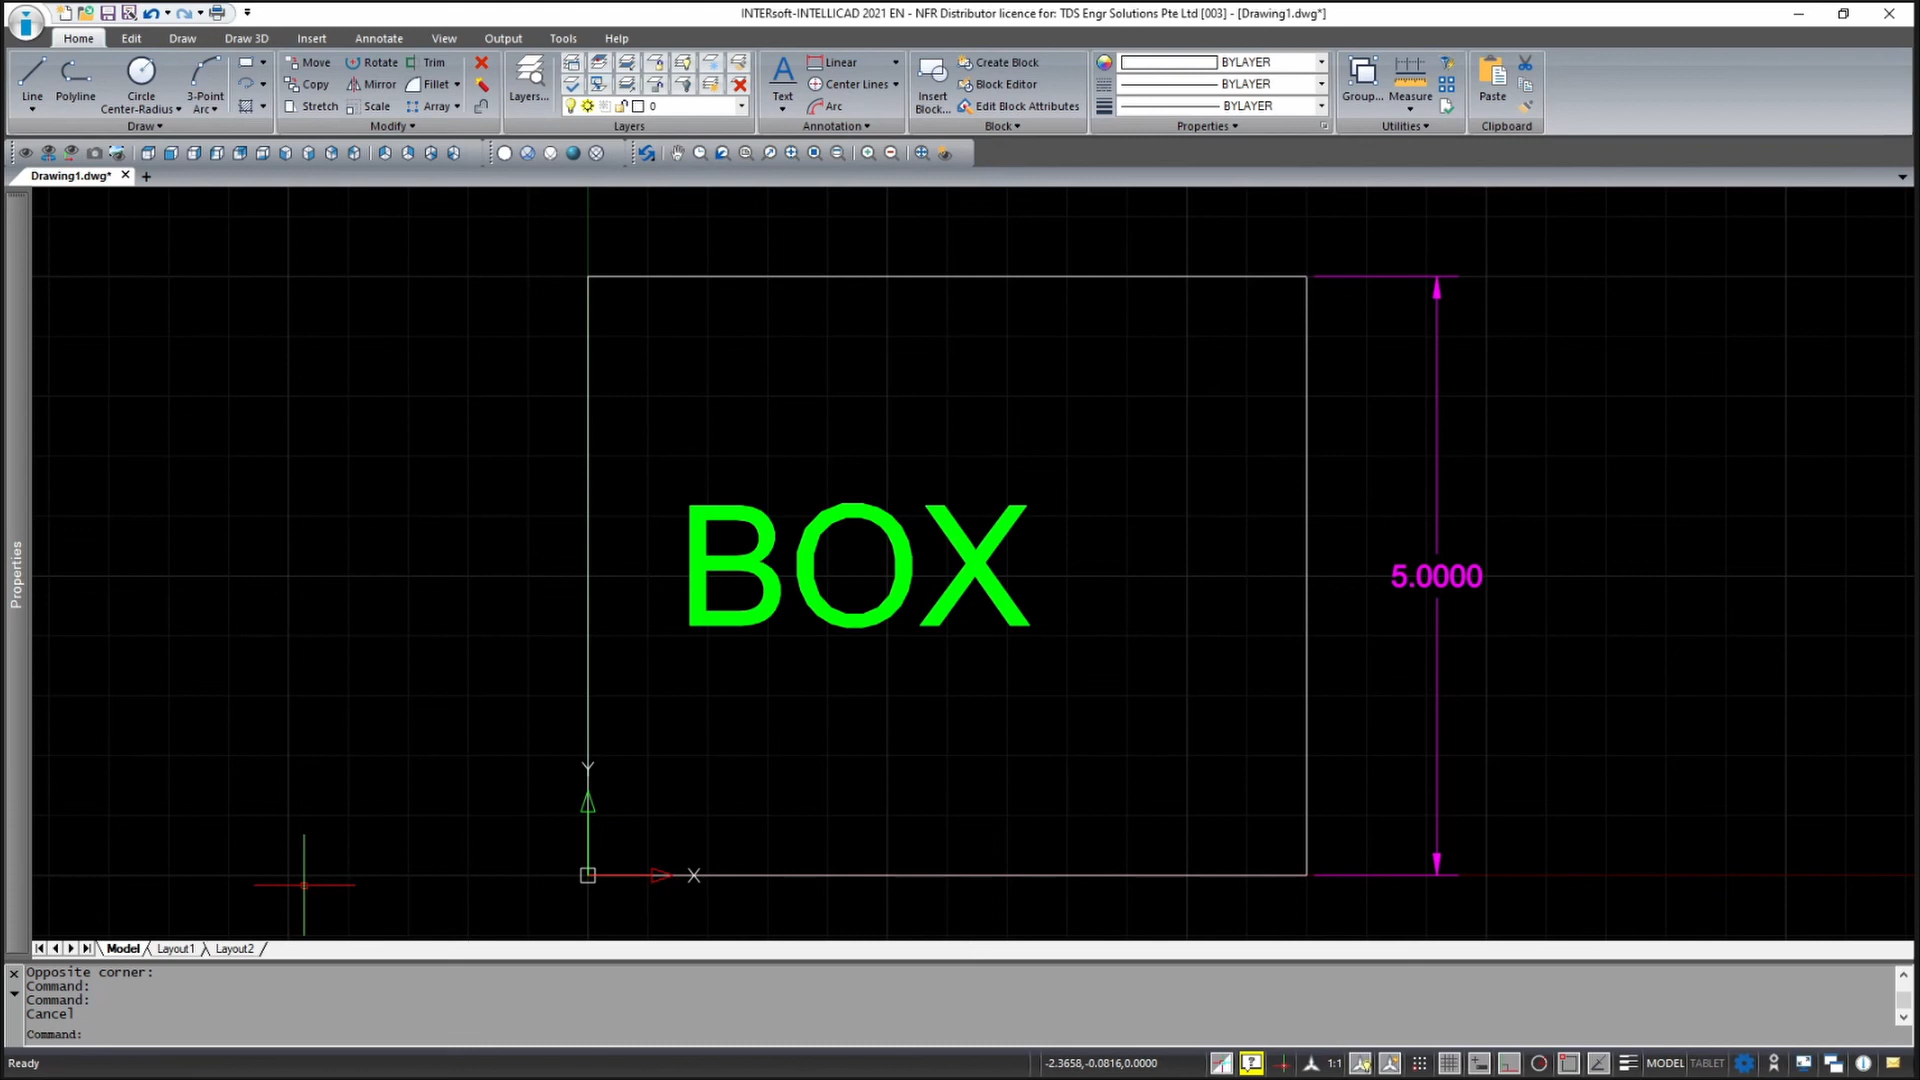 INTERsoft-INTELLICAD 2021 EN - NFR Distributor licence for: TDS Engr Solutions Pte Ltd [003] - [Drawing1.dwg*]
Home Edit Draw Draw 3D Insert Annotate View Output Tools Help
Line
Polyline
Circle
Center-Radius
3-Point
Arc
Draw
Move Rotate Trim
Copy Mirror Fillet
Stretch Scale Array
Modify
Layers...
0
Layers
Text
Linear
Center Lines
Arc
Annotation
Insert
Block...
Create Block
Block Editor
Edit Block Attributes
Block
BYLAYER
BYLAYER
BYLAYER
Properties
Group...
Measure
Utilities
Paste
Clipboard
Drawing1.dwg*
Properties
BOX
5.0000
Y
X
Model Layout1 Layout2
Opposite corner:
Command:
Command:
Cancel
Command:
Ready
-2.3658,-0.0816,0.0000
1:1
MODEL TABLET